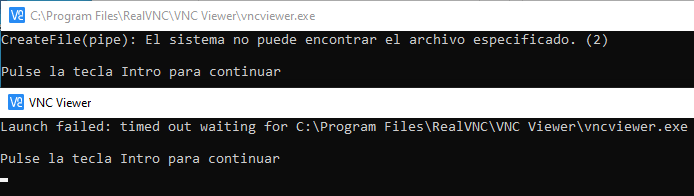 C:\Program Files\RealVNC\VNC Viewer\vncviewer.exe
CreateFile(pipe): El sistema no puede encontrar el archivo especificado. (2)
Pulse la tecla Intro para continuar
VNC Viewer
Launch failed: timed out waiting for C:\Program Files\RealVNC\VNC Viewer\vncviewer.exe
Pulse la tecla Intro para continuar